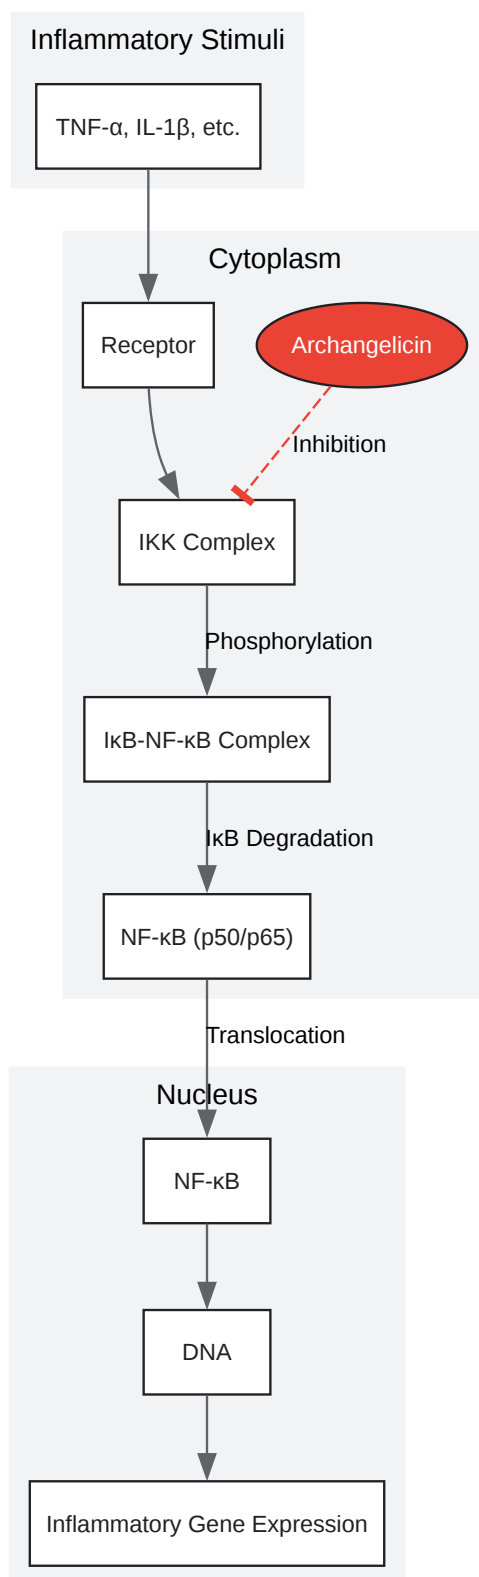 Inflammatory Stimuli
TNF-α, IL-1β, etc.
Cytoplasm
Receptor
Archangelicin
Inhibition
IKK Complex
Phosphorylation
IκB-NF-κB Complex
IκB Degradation
NF-κB (p50/p65)
Translocation
Nucleus
NF-κB
DNA
Inflammatory Gene Expression